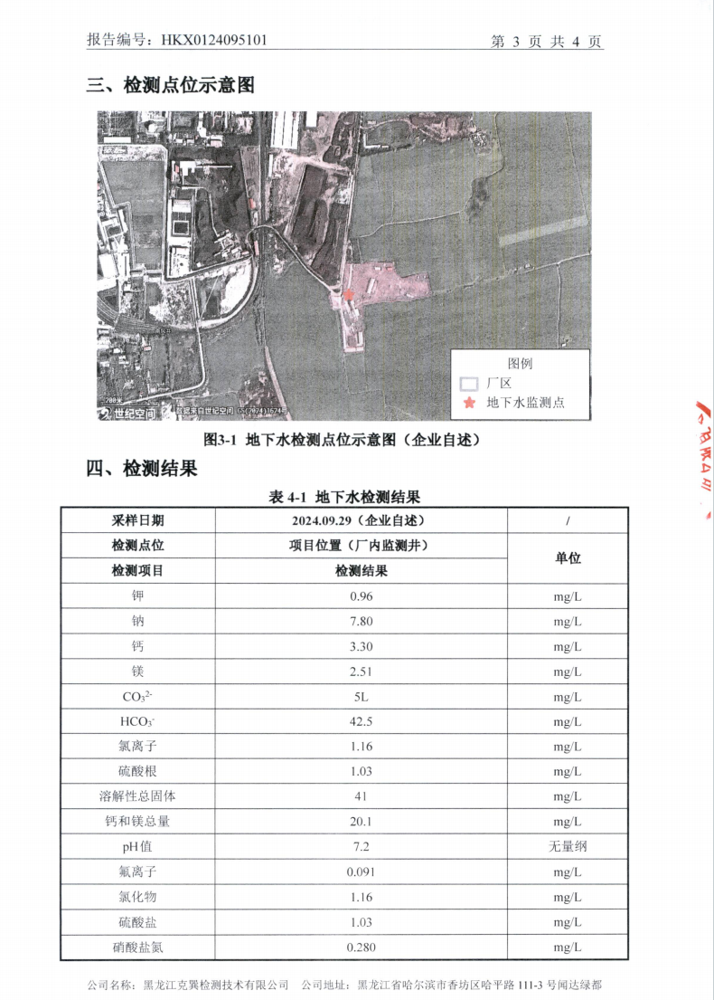 报告编号：HKX0124095101 第 3 页 共 4 页
三、检测点位示意图
200米
世纪空间 数据来自世纪空间 GS(2024)1674号
图例
厂区
地下水监测点
图3-1 地下水检测点位示意图（企业自述）
四、检测结果
表 4-1 地下水检测结果
采样日期 2024.09.29（企业自述） /
检测点位 项目位置（厂内监测井） 单位
检测项目 检测结果
钾 0.96 mg/L
钠 7.80 mg/L
钙 3.30 mg/L
镁 2.51 mg/L
CO₃²⁻ 5L mg/L
HCO₃⁻ 42.5 mg/L
氯离子 1.16 mg/L
硫酸根 1.03 mg/L
溶解性总固体 41 mg/L
钙和镁总量 20.1 mg/L
pH值 7.2 无量纲
氟离子 0.091 mg/L
氯化物 1.16 mg/L
硫酸盐 1.03 mg/L
硝酸盐氮 0.280 mg/L
公司名称：黑龙江克巽检测技术有限公司 公司地址：黑龙江省哈尔滨市香坊区哈平路 111-3 号闻达绿都